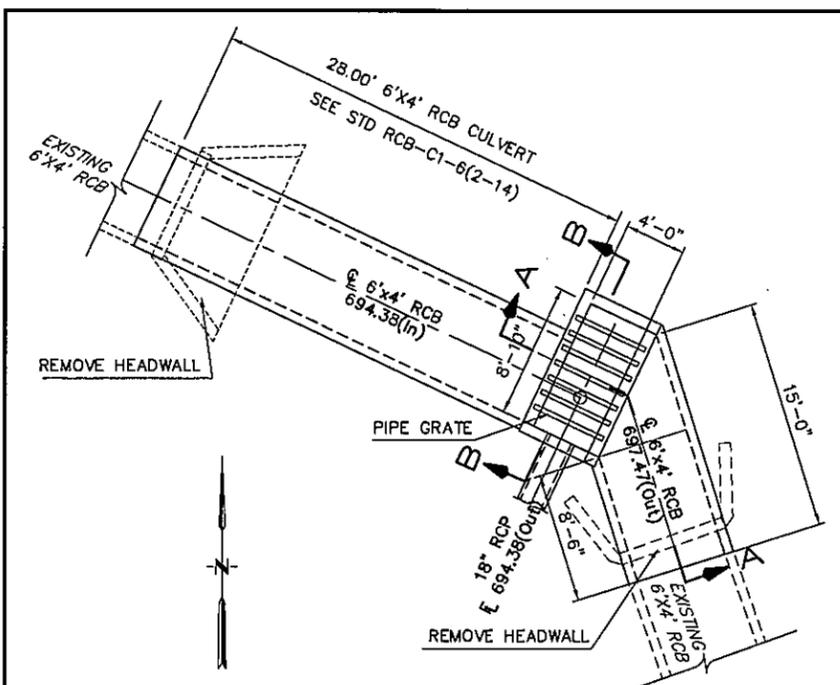 28.00' 6'X4' RCB CULVERT
SEE STD RCB-C1-6(2-14)
EXISTING
6'X4' RCB
4'-0"
B
A
℄ 6'x4' RCB
694.38(In)
8'-10"
REMOVE HEADWALL
15'-0"
PIPE GRATE
℄ 6'x4' RCB
697.47(Out)
B
18" RCP
℄ 694.38(Out)
8'-6"
-N-
A
REMOVE HEADWALL
EXISTING
6'X4' RCB